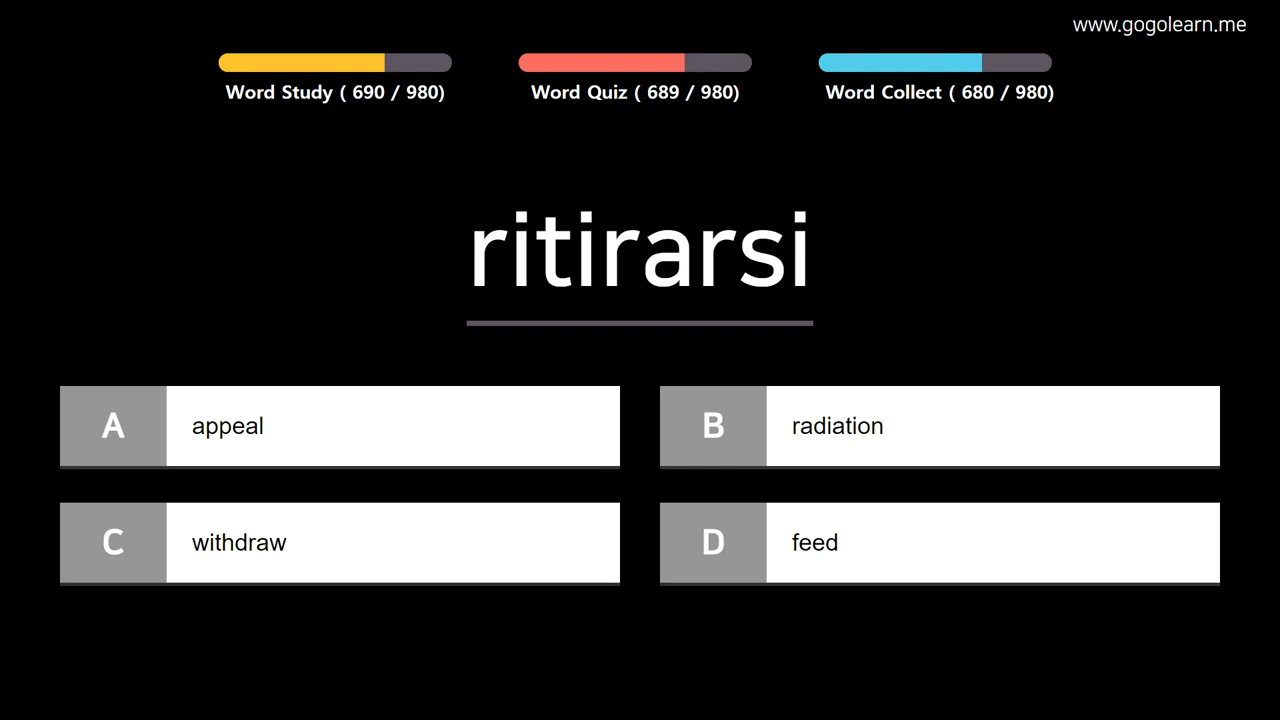 www.gogolearn.me
Word Study ( 690 / 980)
Word Quiz ( 689 / 980)
Word Collect ( 680 / 980)
ritirarsi
A appeal
B radiation
C withdraw
D feed